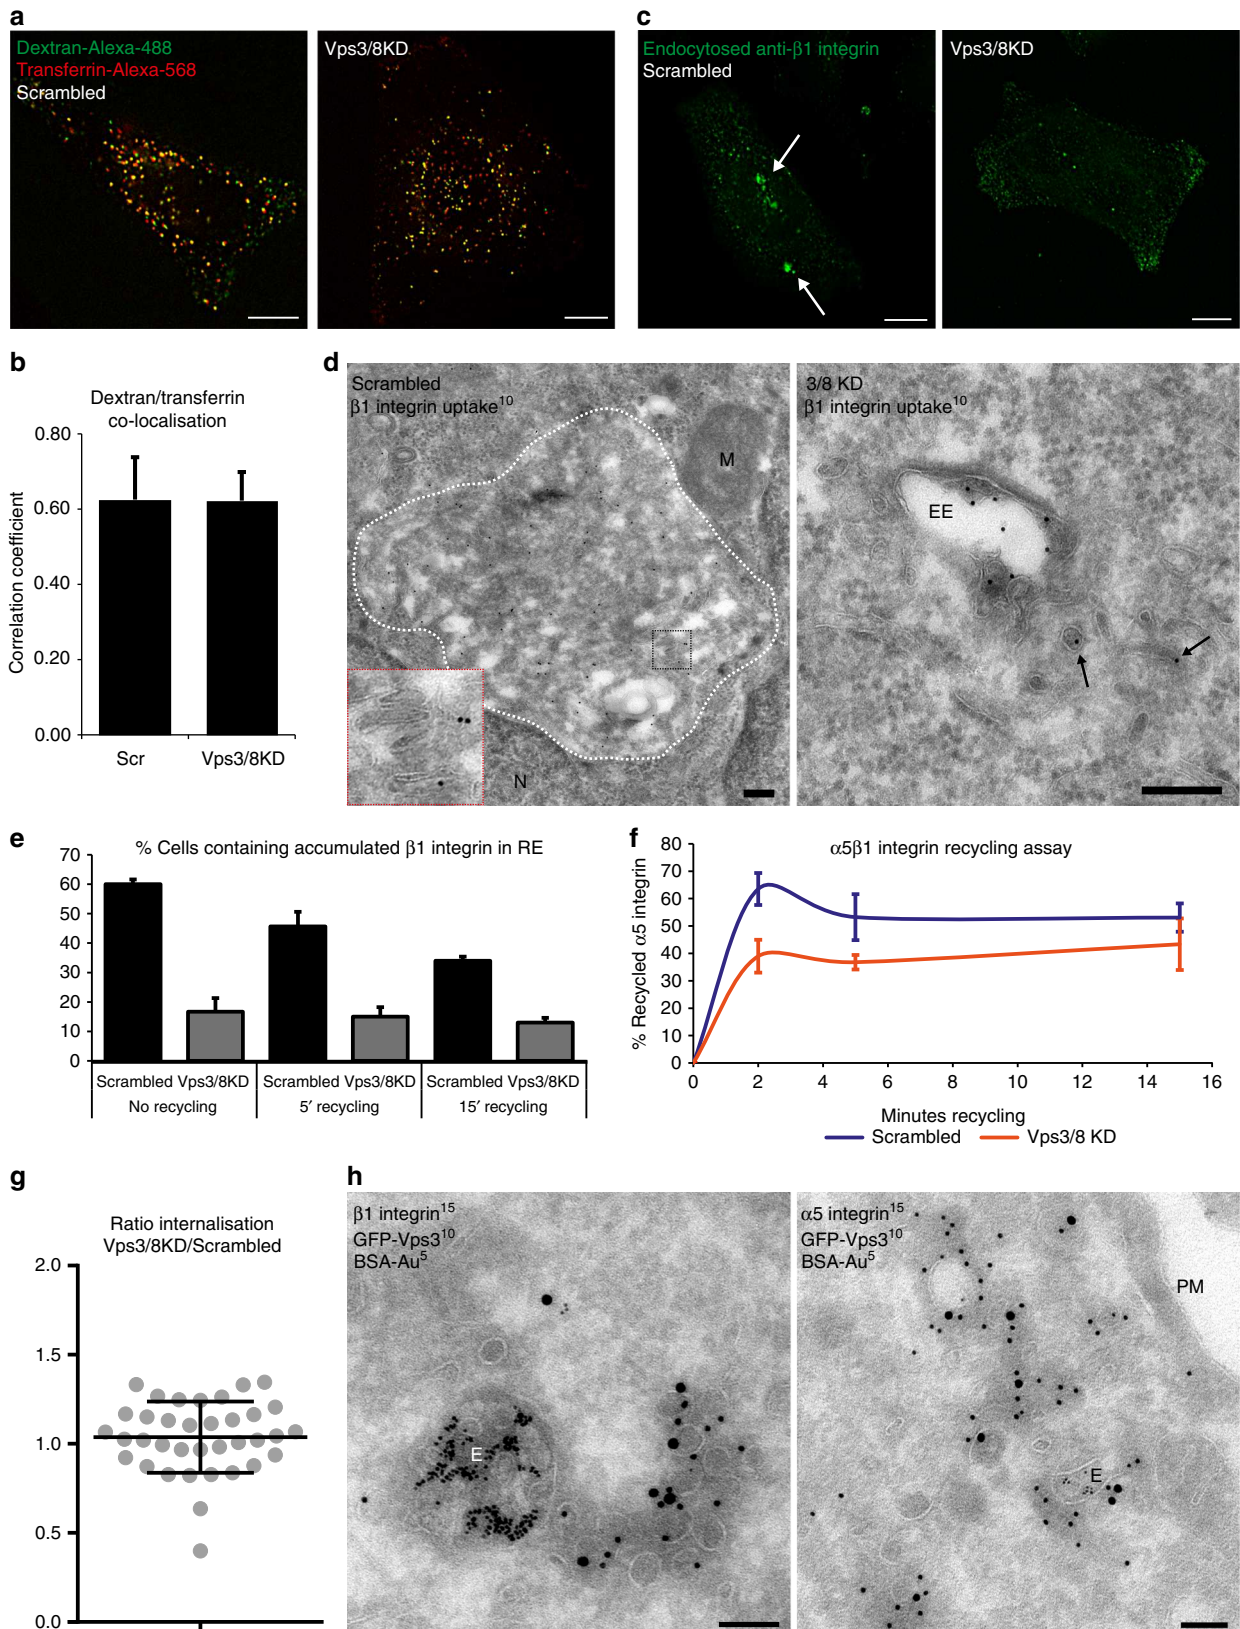 a
Dextran-Alexa-488
Transferrin-Alexa-568
Scrambled
Vps3/8KD
c
Endocytosed anti-β1 integrin
Scrambled
Vps3/8KD
b
Dextran/transferrin
co-localisation
Correlation coefficient
0.80
0.60
0.40
0.20
0.00
Scr
Vps3/8KD
d
Scrambled
β1 integrin uptake¹⁰
M
N
3/8 KD
β1 integrin uptake¹⁰
EE
e
% Cells containing accumulated β1 integrin in RE
70
60
50
40
30
20
10
0
Scrambled Vps3/8KD Scrambled Vps3/8KD Scrambled Vps3/8KD
No recycling 5′ recycling 15′ recycling
f
α5β1 integrin recycling assay
% Recycled α5 integrin
80
70
60
50
40
30
20
10
0
0 2 4 6 8 10 12 14 16
Minutes recycling
Scrambled Vps3/8 KD
g
Ratio internalisation
Vps3/8KD/Scrambled
2.0
1.5
1.0
0.5
0.0
h
β1 integrin¹⁵
GFP-Vps3¹⁰
BSA-Au⁵
E
α5 integrin¹⁵
GFP-Vps3¹⁰
BSA-Au⁵
PM
E